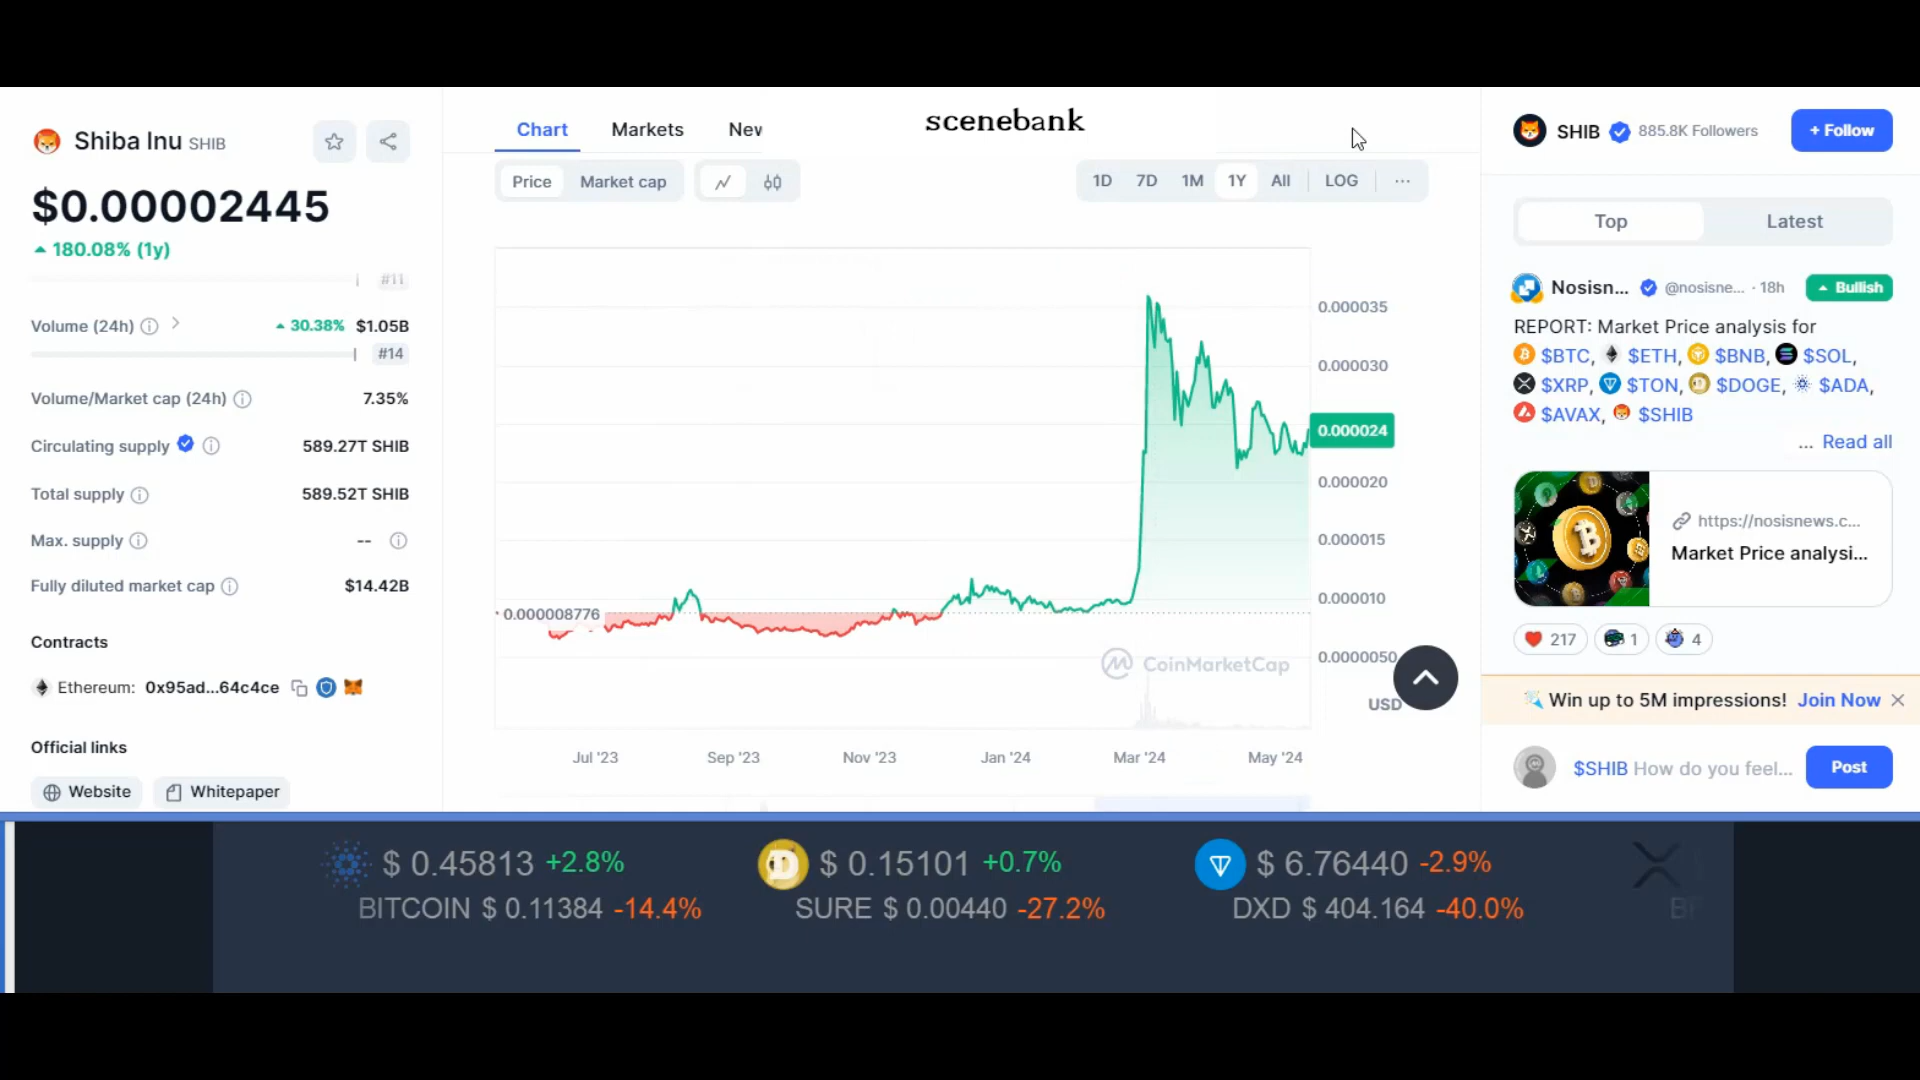 Shiba Inu SHIB
$0.00002445
180.08% (1y)
#11
Volume (24h) 30.38% $1.05B
#14
Volume/Market cap (24h) 7.35%
Circulating supply 589.27T SHIB
Total supply 589.52T SHIB
Max. supply --
Fully diluted market cap $14.42B
Contracts
Ethereum: 0x95ad...64c4ce
Official links
Website Whitepaper
Chart Markets
scenebank
Price Market cap
1D 7D 1M 1Y All LOG ...
0.000035
0.000030
0.000024
0.000020
0.000015
0.000010
0.000008776
0.0000050
CoinMarketCap
USD
Jul '23 Sep '23 Nov '23 Jan '24 Mar '24 May '24
SHIB 885.8K Followers + Follow
Top Latest
Nosisn... @nosisne... · 18h Bullish
REPORT: Market Price analysis for
$BTC, $ETH, $BNB, $SOL,
$XRP, $TON, $DOGE, $ADA,
$AVAX, $SHIB
... Read all
https://nosisnews.c...
Market Price analysi...
217 1 4
Win up to 5M impressions! Join Now
$SHIB How do you feel... Post
$ 0.45813 +2.8% $ 0.15101 +0.7% $ 6.76440 -2.9%
BITCOIN $ 0.11384 -14.4% SURE $ 0.00440 -27.2% DXD $ 404.164 -40.0%